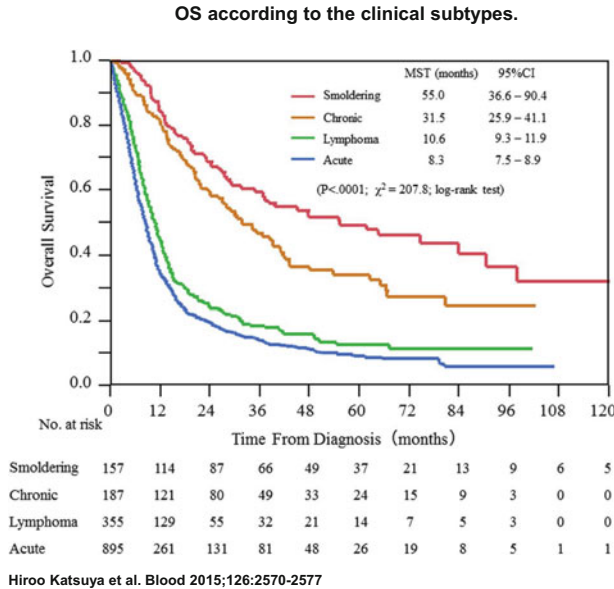 OS according to the clinical subtypes.
MST (months) 95%CI
Smoldering 55.0 36.6 – 90.4
Chronic 31.5 25.9 – 41.1
Lymphoma 10.6 9.3 – 11.9
Acute 8.3 7.5 – 8.9
(P<.0001; χ² = 207.8; log-rank test)
Overall Survival
1.0
0.8
0.6
0.4
0.2
0.0
0 12 24 36 48 60 72 84 96 108 120
No. at risk
Time From Diagnosis (months)
Smoldering 157 114 87 66 49 37 21 13 9 6 5
Chronic 187 121 80 49 33 24 15 9 3 0 0
Lymphoma 355 129 55 32 21 14 7 5 3 0 0
Acute 895 261 131 81 48 26 19 8 5 1 1
Hiroo Katsuya et al. Blood 2015;126:2570-2577